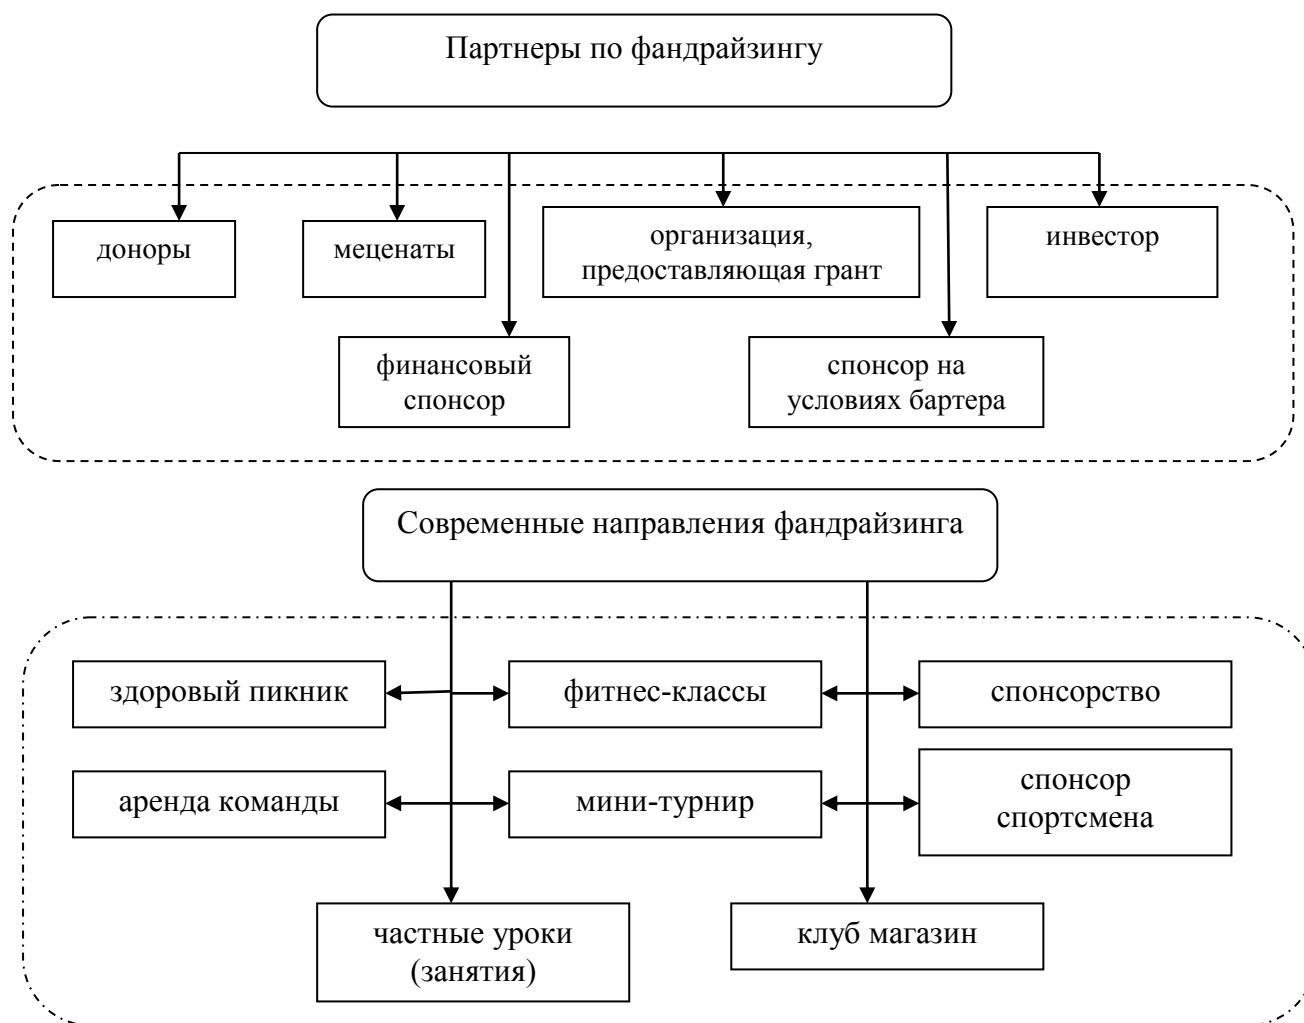 Партнеры по фандрайзингу
доноры
меценаты
организация,
предоставляющая грант
инвестор
финансовый
спонсор
спонсор на
условиях бартера
Современные направления фандрайзинга
здоровый пикник
фитнес-классы
спонсорство
аренда команды
мини-турнир
спонсор
спортсмена
частные уроки
(занятия)
клуб магазин